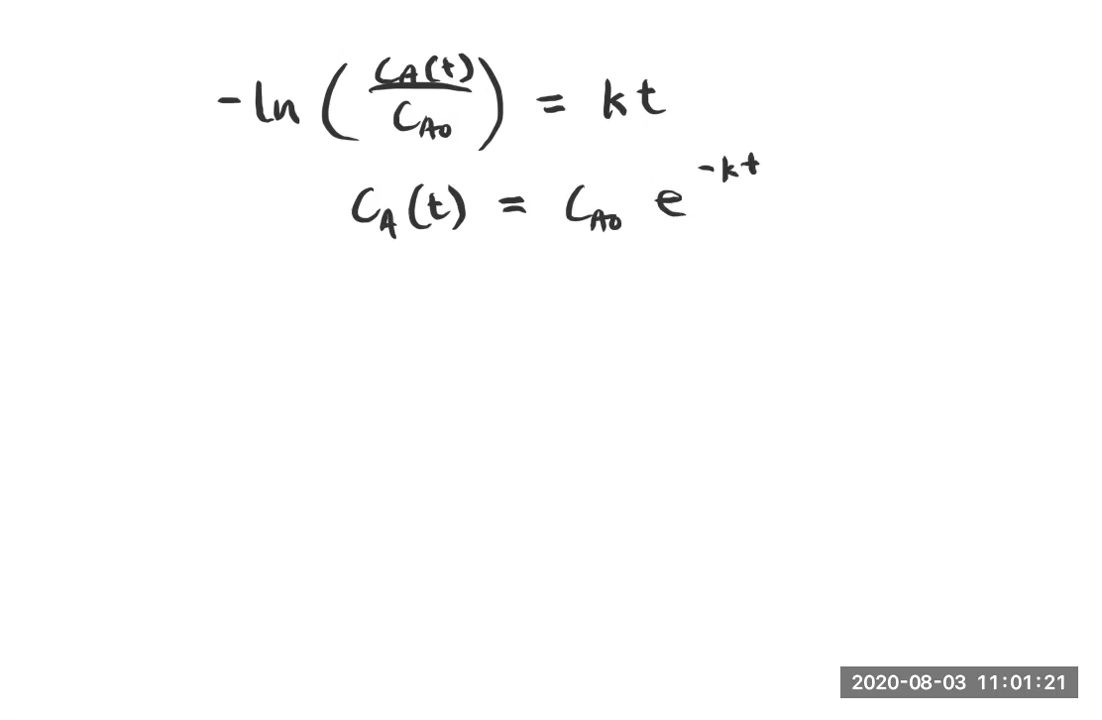 -ln(C_A(t)/C_A0) = kt
C_A(t) = C_A0 e^-kt
2020-08-03 11:01:21